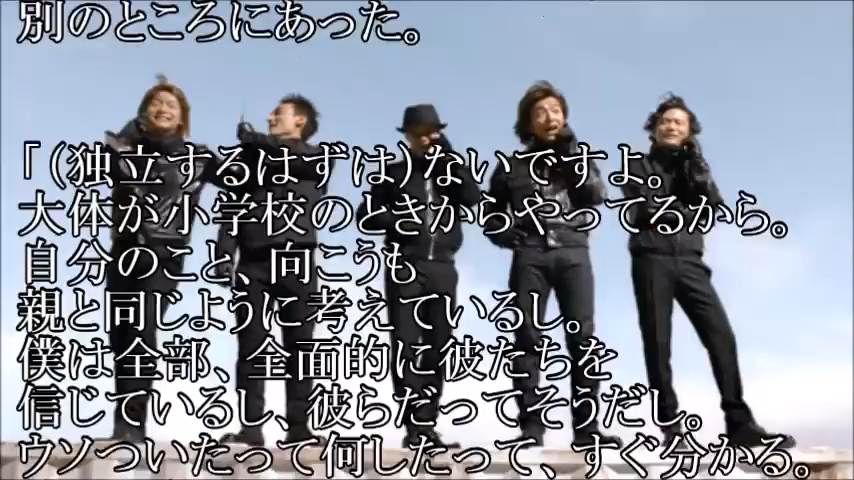 別のところにあった。
「(独立するはずは)ないですよ。
大体が小学校のときからやってるから。
自分のこと、向こうも
親と同じように考えているし。
僕は全部、全面的に彼たちを
信じているし、彼らだってそうだし。
ウソついたって何したって、すぐ分かる。